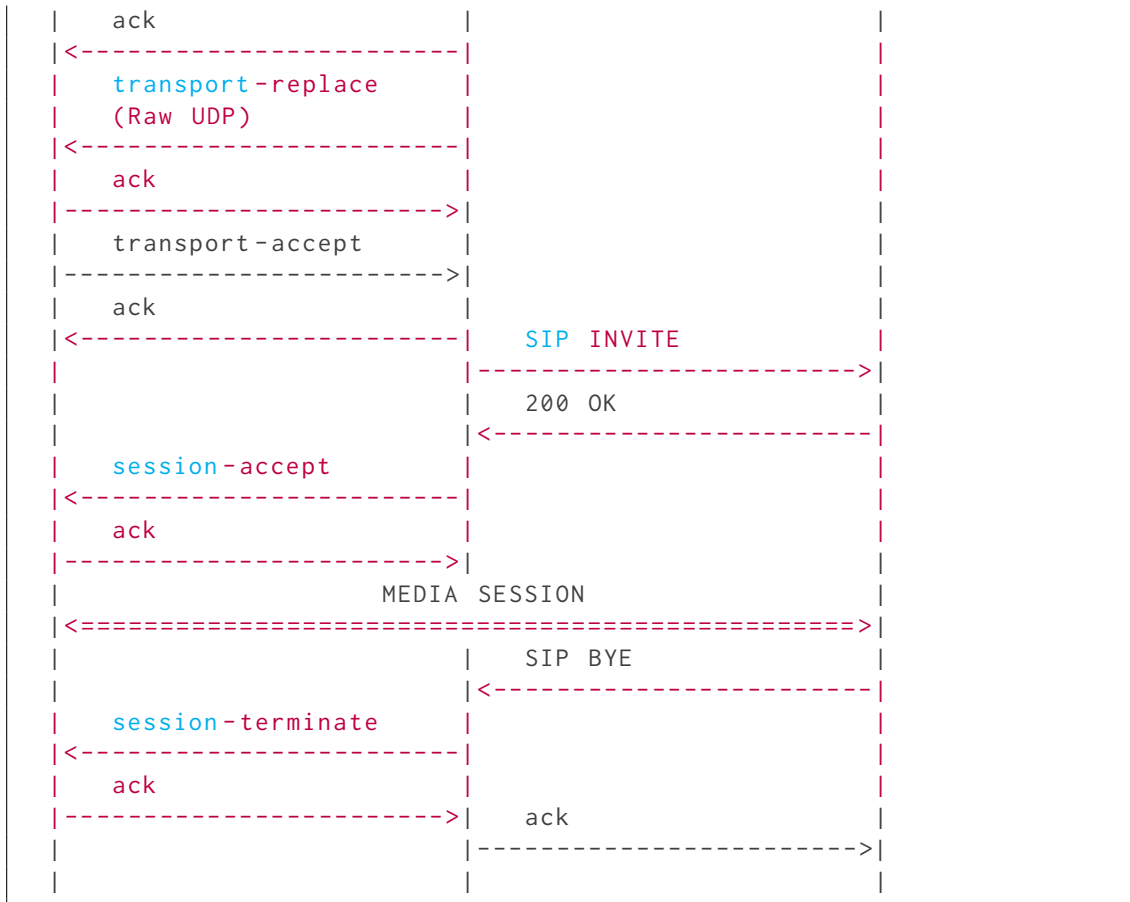 |   ack                   |                         |
|<------------------------|                         |
|   transport-replace     |                         |
|   (Raw UDP)             |                         |
|<------------------------|                         |
|   ack                   |                         |
|------------------------>|                         |
|   transport-accept      |                         |
|------------------------>|                         |
|   ack                   |                         |
|<------------------------|   SIP INVITE            |
|                         |------------------------>|
|                         |   200 OK                |
|                         |<------------------------|
|   session-accept        |                         |
|<------------------------|                         |
|   ack                   |                         |
|------------------------>|                         |
|                    MEDIA SESSION                  |
|<=================================================>|
|                         |   SIP BYE               |
|                         |<------------------------|
|   session-terminate     |                         |
|<------------------------|                         |
|   ack                   |                         |
|------------------------>|   ack                   |
|                         |------------------------>|
|                         |                         |